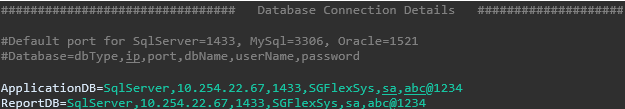 ###############################   Database Connection Details   ####################
#Default port for SqlServer=1433, MySql=3306, Oracle=1521
#Database=dbType,ip,port,dbName,userName,password
ApplicationDB=SqlServer,10.254.22.67,1433,SGFlexSys,sa,abc@1234
ReportDB=SqlServer,10.254.22.67,1433,SGFlexSys,sa,abc@1234